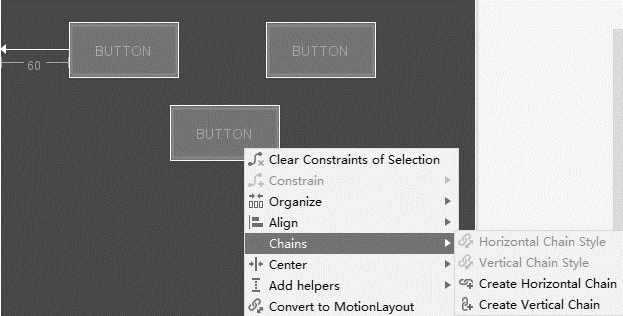 BUTTON
BUTTON
60
BUTTON
Clear Constraints of Selection
Constrain
Organize
Align
Chains
Horizontal Chain Style
Vertical Chain Style
Center
Create Horizontal Chain
Add helpers
Create Vertical Chain
Convert to MotionLayout